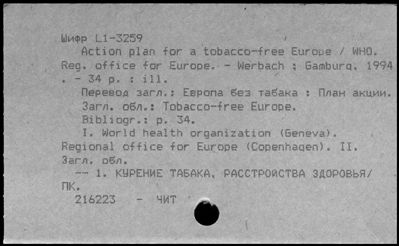 Шифр L1-3259
Action plan for a tobacco-free Europe / WHO.
Reg. office for Europe. - Werbach : Gamburg, 1994
. - 34 p. : ill.
Перевод загл.: Европа без табака : План акции.
Загл. обл.: Tobacco-free Europe.
Bibliogr.: p. 34.
I. World health organization (Geneva).
Regional office for Europe (Copenhagen). II.
Загл. обл.
-- 1. КУРЕНИЕ ТАБАКА, РАССТРОЙСТВА ЗДОРОВЬЯ/
ПК.
216223 - ЧИТ